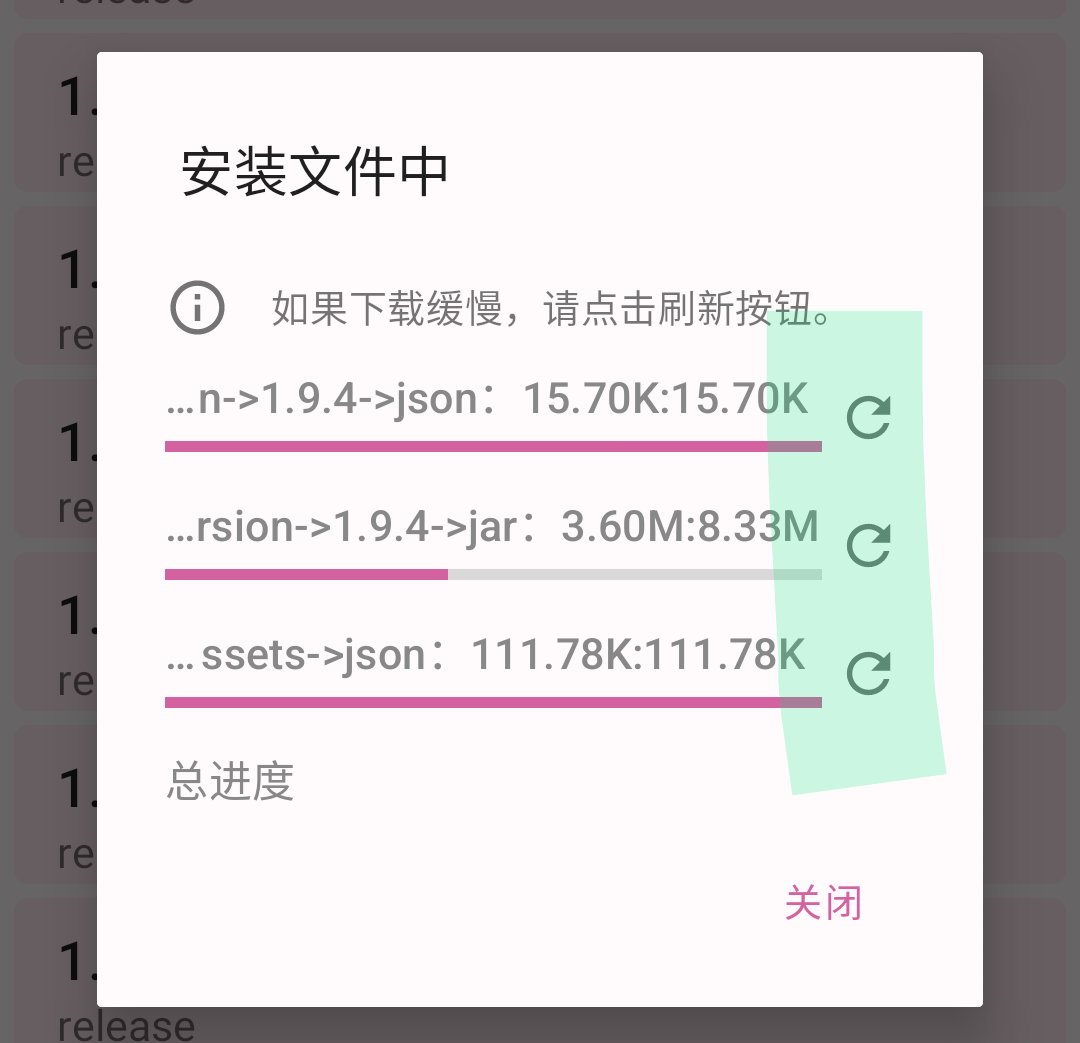 release
1.
re
安装文件中
如果下载缓慢，请点击刷新按钮。
1.
re
...n->1.9.4->json：15.70K:15.70K
1.
re
...rsion->1.9.4->jar：3.60M:8.33M
1.
re
... ssets->json：111.78K:111.78K
总进度
1.
re
关闭
1.
release